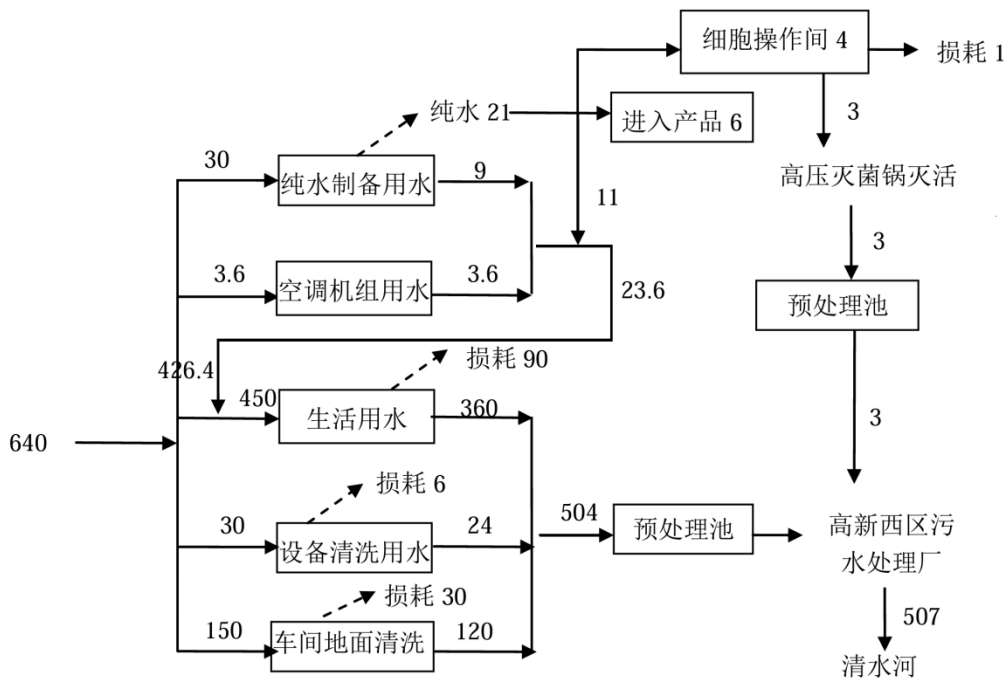 细胞操作间 4
损耗 1
纯水 21
进入产品 6
3
30
纯水制备用水
9
高压灭菌锅灭活
11
3
3.6
空调机组用水
3.6
23.6
预处理池
损耗 90
426.4
450
生活用水
360
640
3
损耗 6
30
设备清洗用水
24
504
预处理池
高新西区污
水处理厂
损耗 30
150
车间地面清洗
120
507
清水河